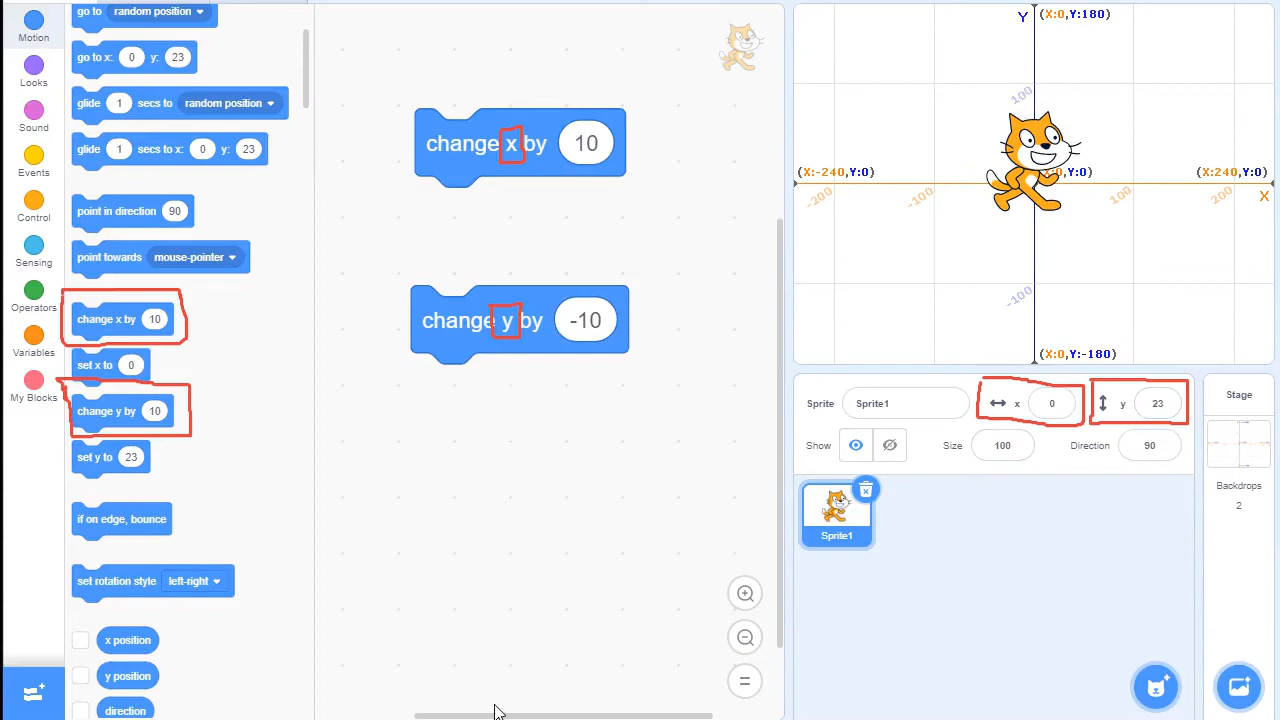 Motion
Looks
Sound
Events
Control
Sensing
Operators
Variables
My Blocks
go to random position
go to x: 0 y: 23
glide 1 secs to random position
glide 1 secs to x: 0 y: 23
point in direction 90
point towards mouse-pointer
change x by 10
set x to 0
change y by 10
set y to 23
if on edge, bounce
set rotation style left-right
x position
y position
direction
change x by 10
change y by -10
Y (X:0,Y:180)
100
(X:-240,Y:0) ,Y:0) (X:240,Y:0)
-200 -100 100 200 X
-100
(X:0,Y:-180)
Sprite Sprite1 x 0 y 23
Show Size 100 Direction 90
Sprite1
Stage
Backdrops
2